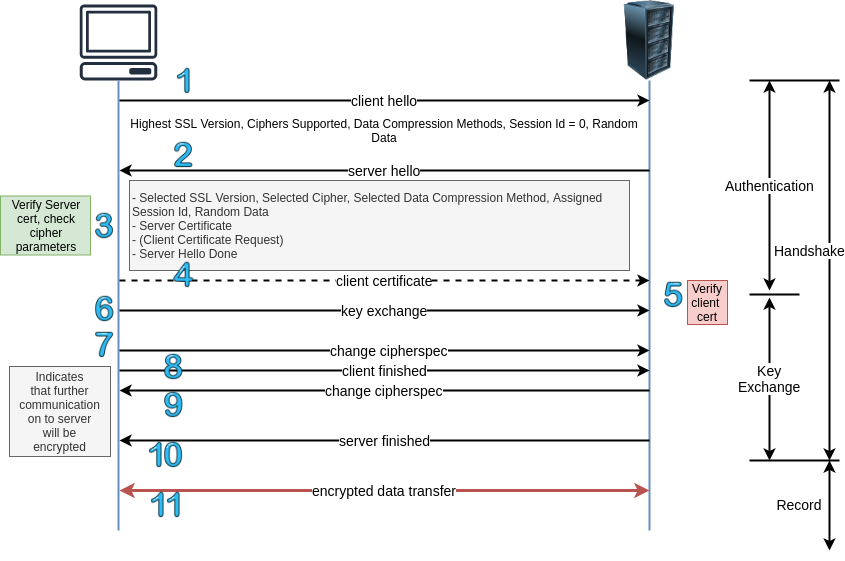 1
client hello
Highest SSL Version, Ciphers Supported, Data Compression Methods, Session Id = 0, Random
Data
2
server hello
- Selected SSL Version, Selected Cipher, Selected Data Compression Method, Assigned
Session Id, Random Data
- Server Certificate
- (Client Certificate Request)
- Server Hello Done
Verify Server
cert, check
cipher
parameters
3
4
client certificate
5
Verify
client
cert
6
key exchange
7
change cipherspec
8
client finished
Indicates
that further
communication
on to server
will be
encrypted
change cipherspec
9
server finished
10
encrypted data transfer
11
Authentication
Handshake
Key
Exchange
Record